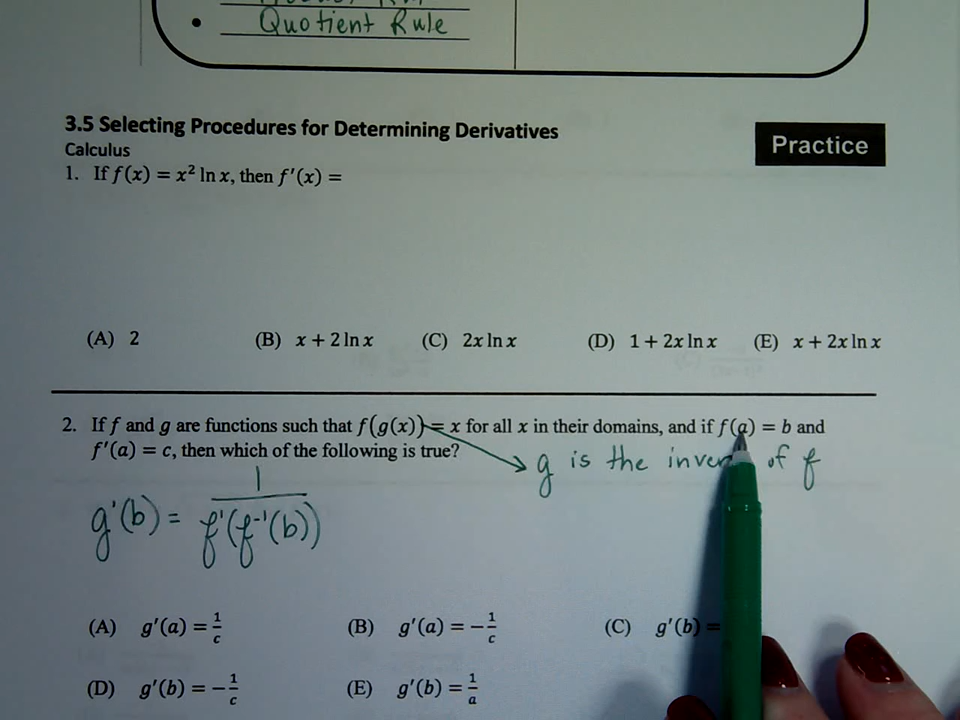 Quotient Rule
3.5 Selecting Procedures for Determining Derivatives
Practice
Calculus
1. If f(x) = x² ln x, then f'(x) =
(A) 2 (B) x + 2 ln x (C) 2x ln x (D) 1 + 2x ln x (E) x + 2x ln x
2. If f and g are functions such that f(g(x)) = x for all x in their domains, and if f(a) = b and
f'(a) = c, then which of the following is true?
g is the of f
g'(b) = 1/f'(f⁻¹(b))
(A) g'(a) = 1/c (B) g'(a) = −1/c (C) g'(b) =
(D) g'(b) = −1/c (E) g'(b) = 1/a